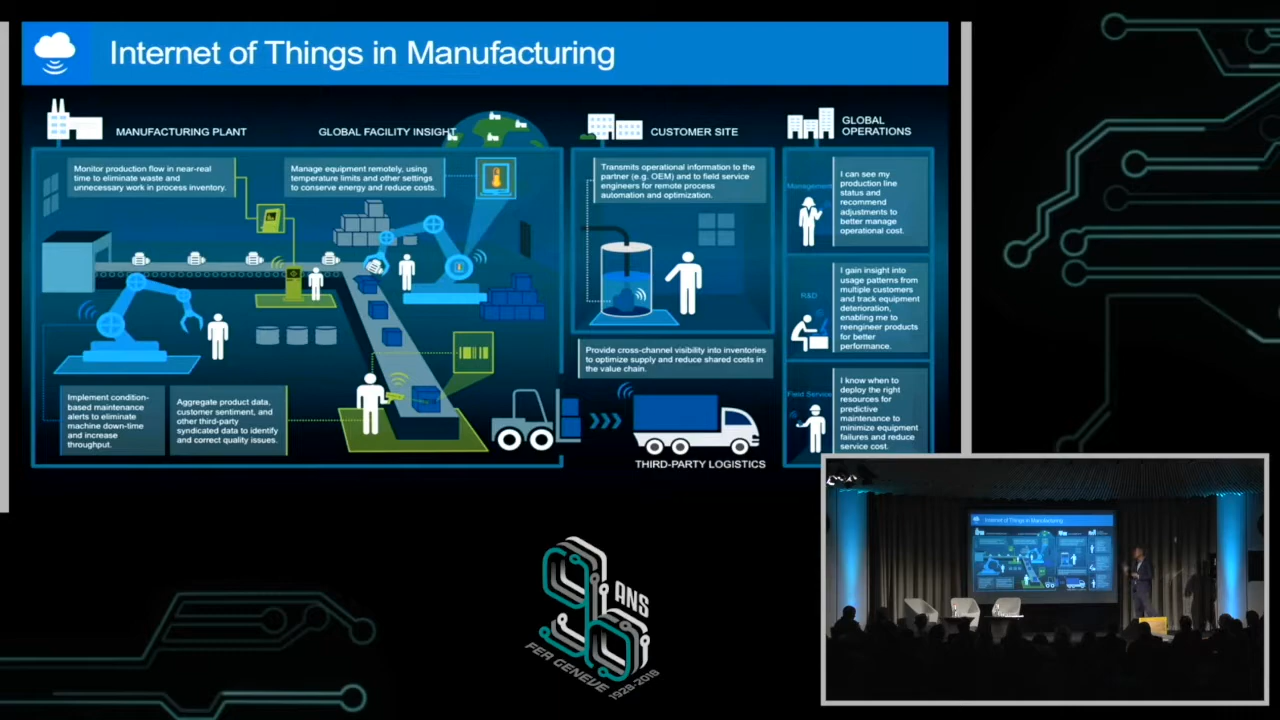 Internet of Things in Manufacturing
MANUFACTURING PLANT
GLOBAL FACILITY INSIGHT
CUSTOMER SITE
GLOBAL
OPERATIONS
Monitor production flow in near-real
time to eliminate waste and
unnecessary work in process inventory.
Manage equipment remotely, using
temperature limits and other settings
to conserve energy and reduce costs.
Transmits operational information to the
partner (e.g. OEM) and to field service
engineers for remote process
automation and optimization.
Management
I can see my
production line
status and
recommend
adjustments to
better manage
operational cost.
R&D
I gain insight into
usage patterns from
multiple customers
and track equipment
deterioration,
enabling me to
reengineer products
for better
performance.
Provide cross-channel visibility into inventories
to optimize supply and reduce shared costs in
the value chain.
Field Service
I know when to
deploy the right
resources for
predictive
maintenance to
minimize equipment
failures and reduce
service cost.
Implement condition-
based maintenance
alerts to eliminate
machine down-time
and increase
throughput.
Aggregate product data,
customer sentiment, and
other third-party
syndicated data to identify
and correct quality issues.
THIRD-PARTY LOGISTICS
Internet of Things in Manufacturing
90
ANS
FER GENEVE 1928-2018